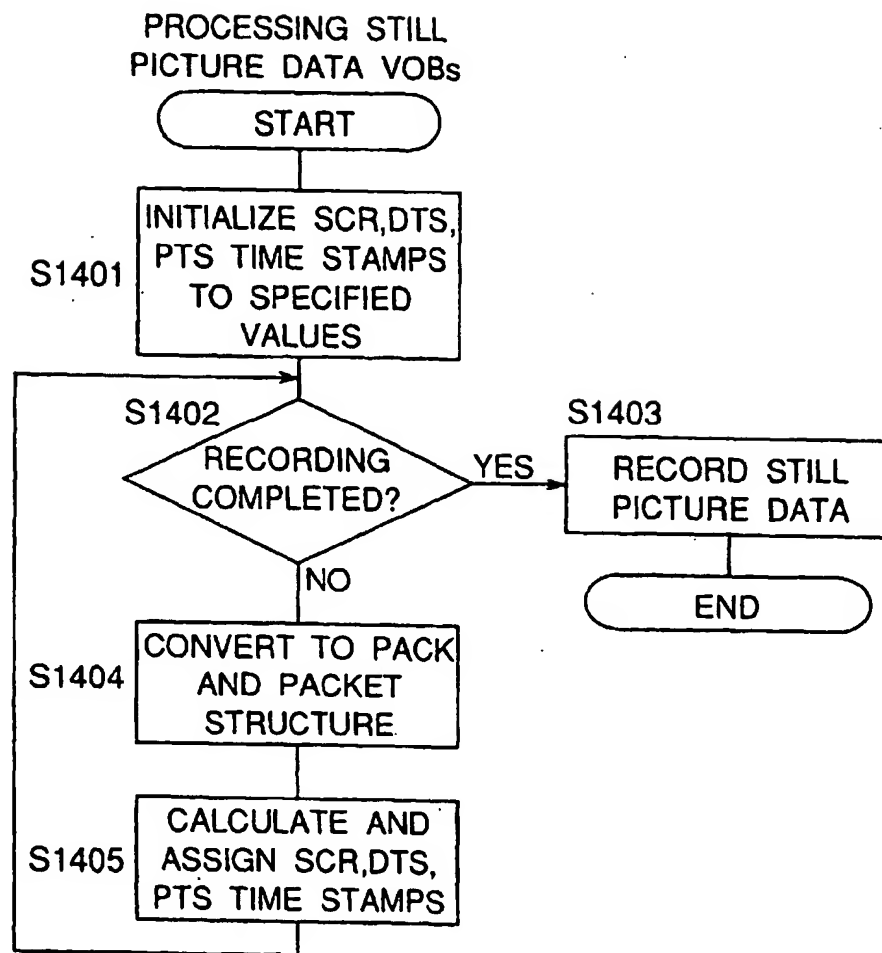 PROCESSING STILL
PICTURE DATA VOBs
START
S1401
INITIALIZE SCR,DTS,
PTS TIME STAMPS
TO SPECIFIED
VALUES
S1402
RECORDING
COMPLETED?
YES
S1403
RECORD STILL
PICTURE DATA
END
NO
S1404
CONVERT TO PACK
AND PACKET
STRUCTURE
S1405
CALCULATE AND
ASSIGN SCR,DTS,
PTS TIME STAMPS